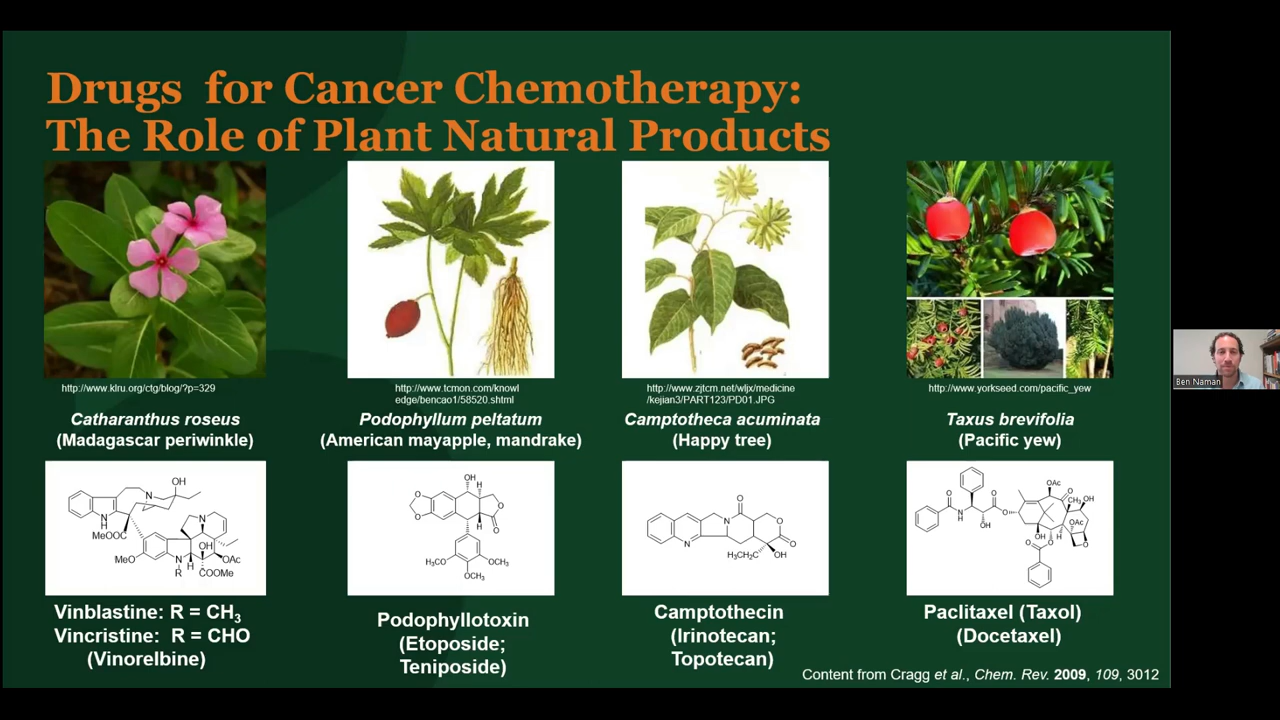 Drugs for Cancer Chemotherapy:
The Role of Plant Natural Products
http://www.klru.org/ctg/blog/?p=329
Catharanthus roseus
(Madagascar periwinkle)
http://www.tcmon.com/knowl
edge/bencao1/58520.shtml
Podophyllum peltatum
(American mayapple, mandrake)
http://www.zjtcm.net/wljx/medicine
/kejian3/PART123/PD01.JPG
Camptotheca acuminata
(Happy tree)
http://www.yorkseed.com/pacific_yew
Taxus brevifolia
(Pacific yew)
OH
N
N
H
MeOOC
N
MeO
OH
N
H
OAc
R
COOMe
OH
H
O
O
O
H
O
H₃CO
OCH₃
OCH₃
O
N
O
N
O
H₃CH₂C
OH
OAc
O
O
O
OH
CH₃
N
H
O
OH
OAc
OH
O
H
O
O
Vinblastine: R = CH₃
Vincristine: R = CHO
(Vinorelbine)
Podophyllotoxin
(Etoposide;
Teniposide)
Camptothecin
(Irinotecan;
Topotecan)
Paclitaxel (Taxol)
(Docetaxel)
Content from Cragg et al., Chem. Rev. 2009, 109, 3012
Ben Naman